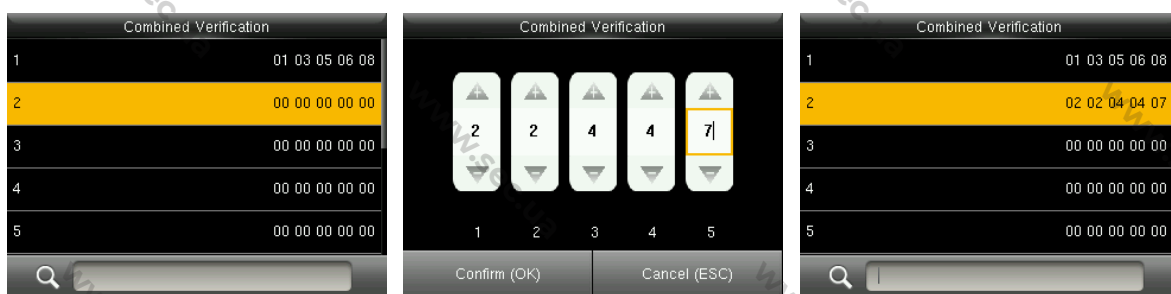 Combined Verification
1 01 03 05 06 08
2 00 00 00 00 00
3 00 00 00 00 00
4 00 00 00 00 00
5 00 00 00 00 00
Combined Verification
2 2 4 4 7
1 2 3 4 5
Confirm (OK) Cancel (ESC)
Combined Verification
1 01 03 05 06 08
2 02 02 04 04 07
3 00 00 00 00 00
4 00 00 00 00 00
5 00 00 00 00 00
www.sec.ua